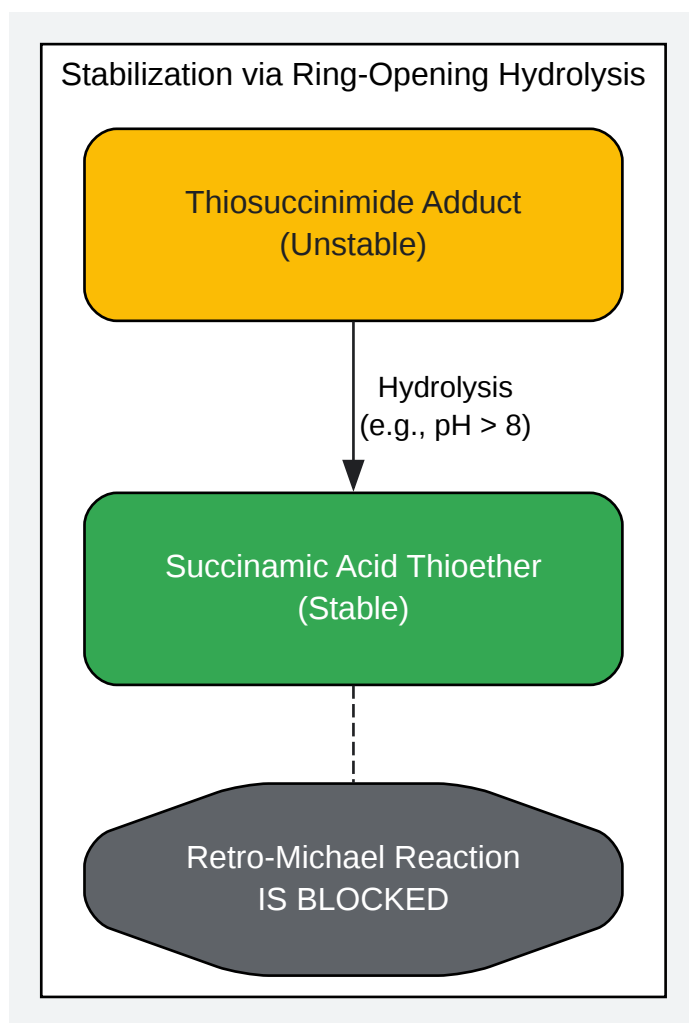 Stabilization via Ring-Opening Hydrolysis
Thiosuccinimide Adduct
(Unstable)
Hydrolysis
(e.g., pH > 8)
Succinamic Acid Thioether
(Stable)
Retro-Michael Reaction
IS BLOCKED